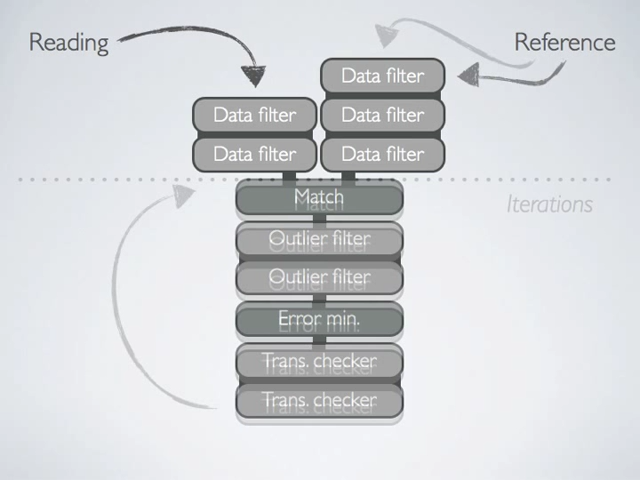 Reading
Reference
Data filter
Data filter
Data filter
Data filter
Data filter
Match
Iterations
Outlier filter
Outlier filter
Error min.
Trans. checker
Trans. checker